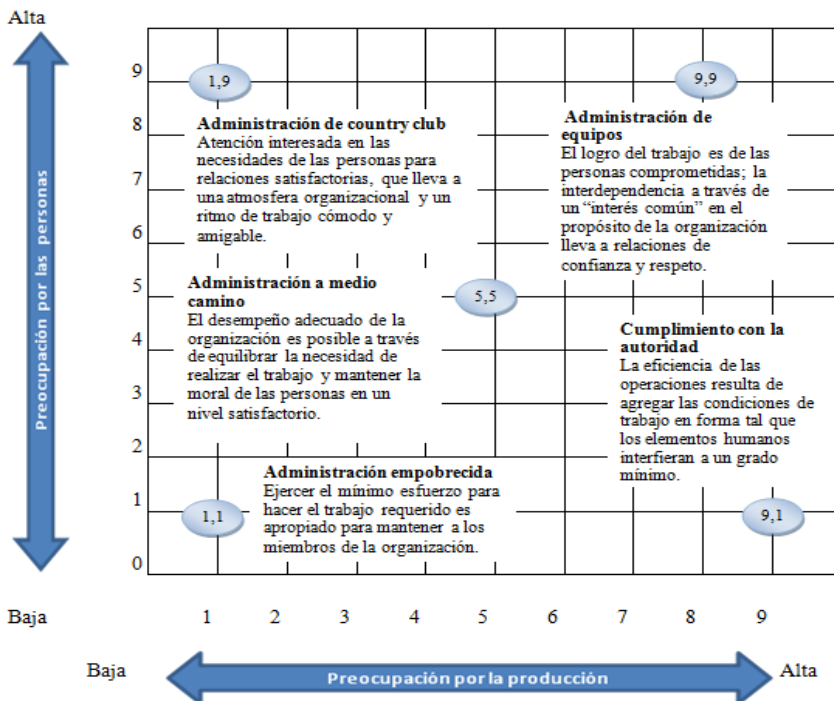 Alta
9
8
7
6
5
4
3
2
1
0
Preocupación por las personas
1,9
Administración de country club
Atención interesada en las
necesidades de las personas para
relaciones satisfactorias, que lleva a
una atmosfera organizacional y un
ritmo de trabajo cómodo y
amigable.
9,9
Administración de
equipos
El logro del trabajo es de las
personas comprometidas; la
interdependencia a través de
un “interés común” en el
propósito de la organización
lleva a relaciones de
confianza y respeto.
Administración a medio
camino
El desempeño adecuado de la
organización es posible a través
de equilibrar la necesidad de
realizar el trabajo y mantener la
moral de las personas en un
nivel satisfactorio.
5,5
Cumplimiento con la
autoridad
La eficiencia de las
operaciones resulta de
agregar las condiciones de
trabajo en forma tal que
los elementos humanos
interfieran a un grado
mínimo.
Administración empobrecida
Ejercer el mínimo esfuerzo para
hacer el trabajo requerido es
apropiado para mantener a los
miembros de la organización.
1,1
9,1
Baja
1 2 3 4 5 6 7 8 9
Baja
Preocupación por la producción
Alta